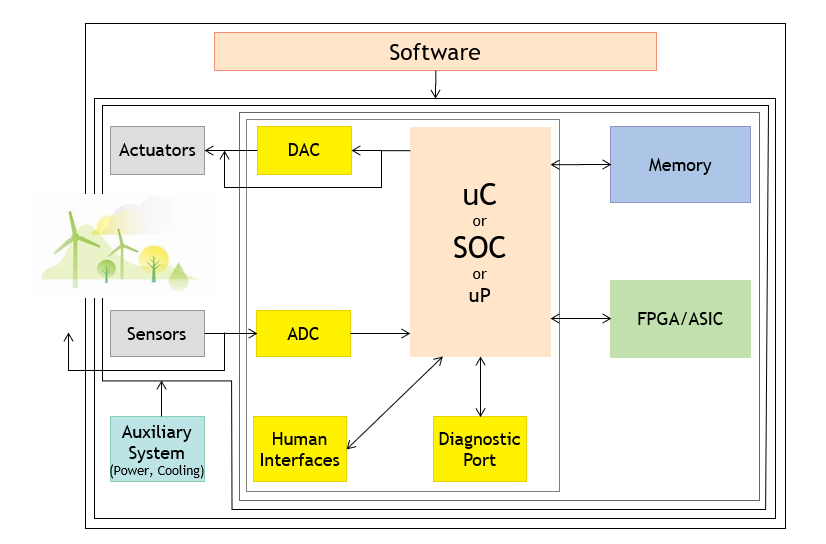 Software
Actuators
DAC
uC
or
SOC
or
uP
Memory
Sensors
ADC
FPGA/ASIC
Auxiliary
System
(Power, Cooling)
Human
Interfaces
Diagnostic
Port